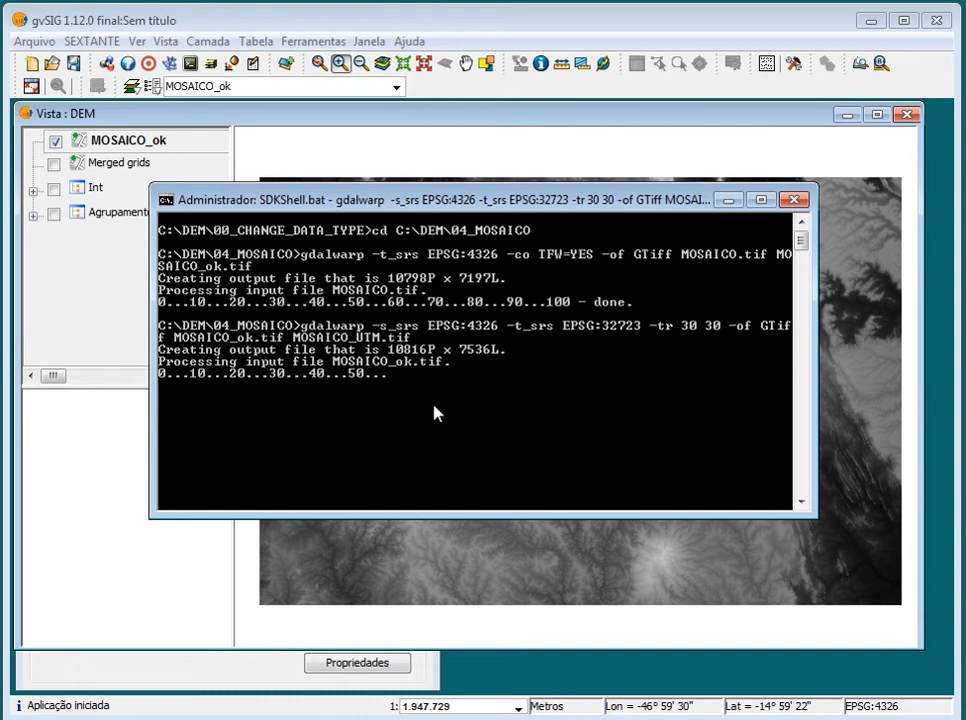 gvSIG 1.12.0 final:Sem título
Arquivo SEXTANTE Ver Vista Camada Tabela Ferramentas Janela Ajuda
MOSAICO_ok
Vista : DEM
MOSAICO_ok
Merged grids
Int
Agrupamento
Administrador: SDKShell.bat - gdalwarp -s_srs EPSG:4326 -t_srs EPSG:32723 -tr 30 30 -of GTiff MOSAI...
C:\DEM\00_CHANGE_DATA_TYPE>cd C:\DEM\04_MOSAICO
C:\DEM\04_MOSAICO>gdalwarp -t_srs EPSG:4326 -co TFW=YES -of GTiff MOSAICO.tif MO
SAICO_ok.tif
Creating output file that is 10798P x 7197L.
Processing input file MOSAICO.tif.
0...10...20...30...40...50...60...70...80...90...100 - done.
C:\DEM\04_MOSAICO>gdalwarp -s_srs EPSG:4326 -t_srs EPSG:32723 -tr 30 30 -of GTif
f MOSAICO_ok.tif MOSAICO_UTM.tif
Creating output file that is 10816P x 7536L.
Processing input file MOSAICO_ok.tif.
0...10...20...30...40...50...
Propriedades
Aplicação iniciada
1: 1.947.729
Metros
Lon = -46° 59' 30"
Lat = -14° 59' 22"
EPSG:4326